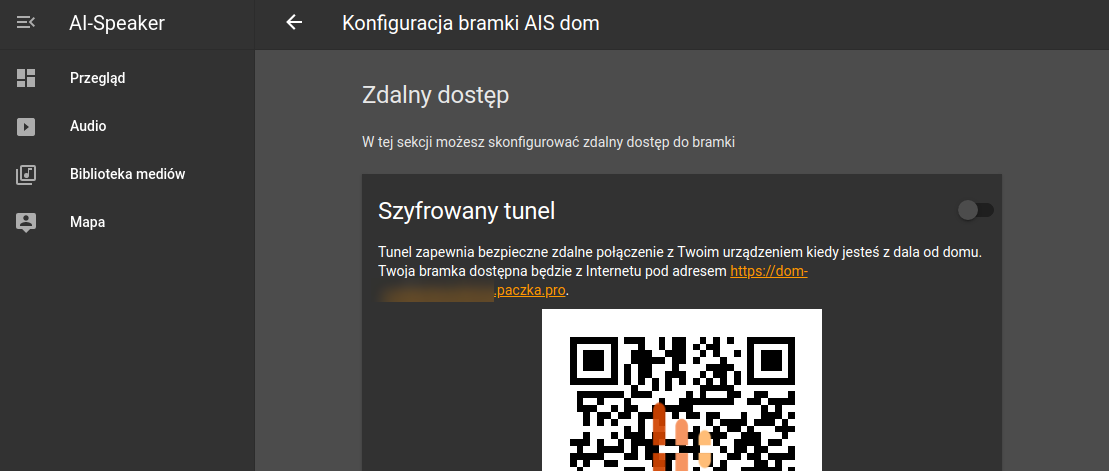 AI-Speaker
Konfiguracja bramki AIS dom
Przegląd
Audio
Biblioteka mediów
Mapa
Zdalny dostęp
W tej sekcji możesz skonfigurować zdalny dostęp do bramki
Szyfrowany tunel
Tunel zapewnia bezpieczne zdalne połączenie z Twoim urządzeniem kiedy jesteś z dala od domu.
Twoja bramka dostępna będzie z Internetu pod adresem https://dom-
.paczka.pro.